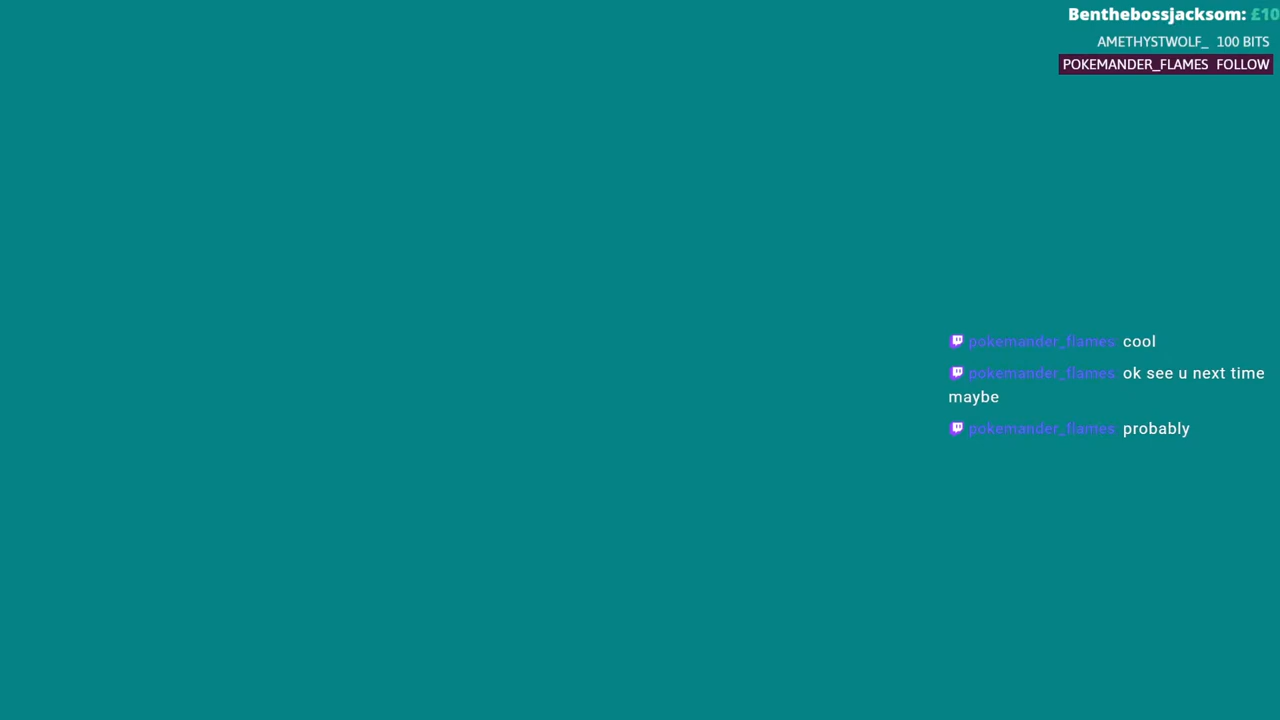 Benthebossjacksom: £10
AMETHYSTWOLF_ 100 BITS
POKEMANDER_FLAMES FOLLOW
pokemander_flames cool
pokemander_flames ok see u next time
maybe
pokemander_flames probably